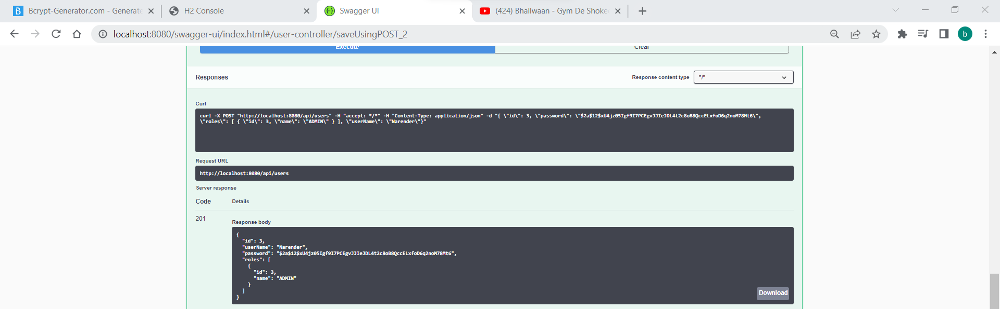 Bcrypt-Generator.com - Generate
H2 Console
Swagger UI
(424) Bhallwaan - Gym De Shokee
localhost:8080/swagger-ui/index.html#/user-controller/saveUsingPOST_2
b
Execute
Clear
Responses
Response content type
*/*
Curl
curl -X POST "http://localhost:8080/api/users" -H "accept: */*" -H "Content-Type: application/json" -d "{ \"id\": 3, \"password\": \"$2a$12$xU4jz05Igf9I7PCEgvJJIeJDL4t2c8oB8QccELxfoD6q2noM78Mt6\",
\"roles\": [ { \"id\": 3, \"name\": \"ADMIN\" } ], \"userName\": \"Narender\"}"
Request URL
http://localhost:8080/api/users
Server response
Code
Details
201
Response body
{
"id": 3,
"userName": "Narender",
"password": "$2a$12$xU4jz05Igf9I7PCEgvJJIeJDL4t2c8oB8QccELxfoD6q2noM78Mt6",
"roles": [
{
"id": 3,
"name": "ADMIN"
}
]
}
Download